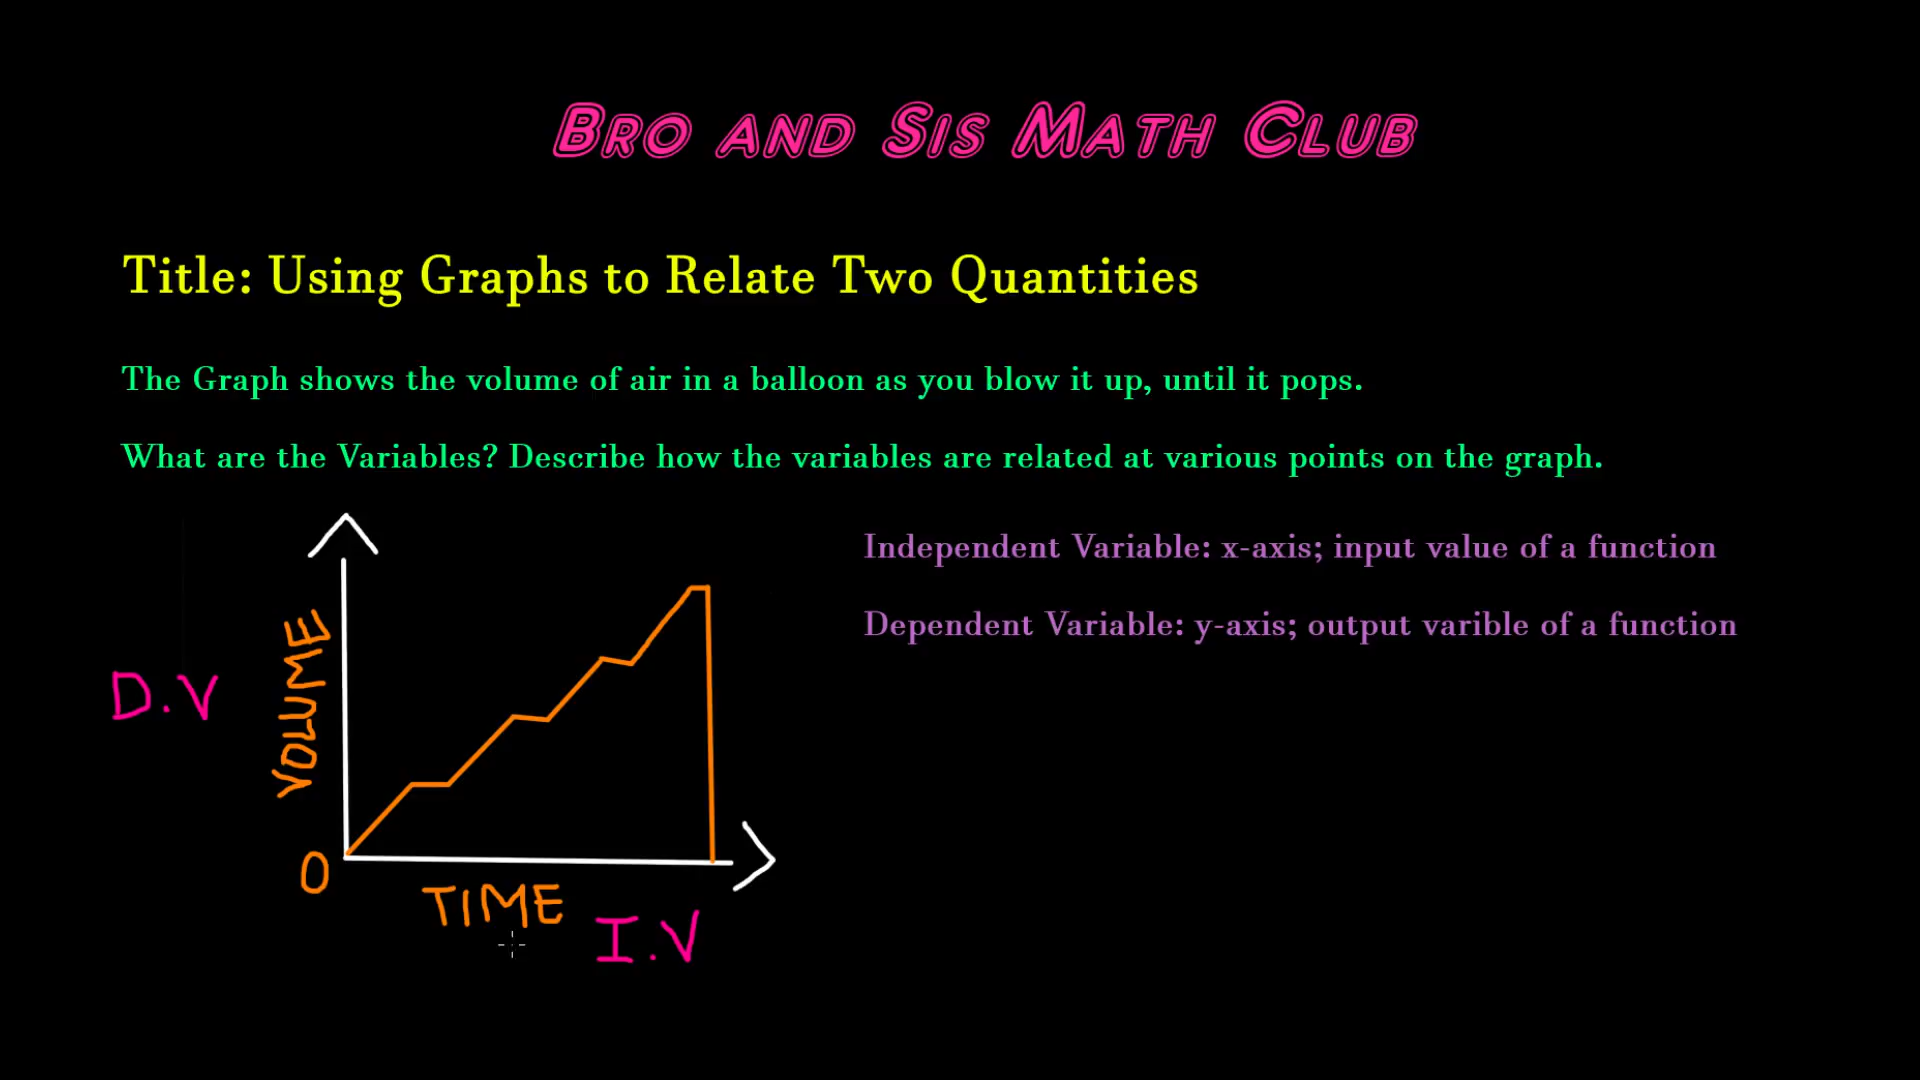 Bro and Sis Math Club
Title: Using Graphs to Relate Two Quantities
The Graph shows the volume of air in a balloon as you blow it up, until it pops.
What are the Variables? Describe how the variables are related at various points on the graph.
Independent Variable: x-axis; input value of a function
Dependent Variable: y-axis; output varible of a function
D.V
VOLUME
0
TIME
I.V